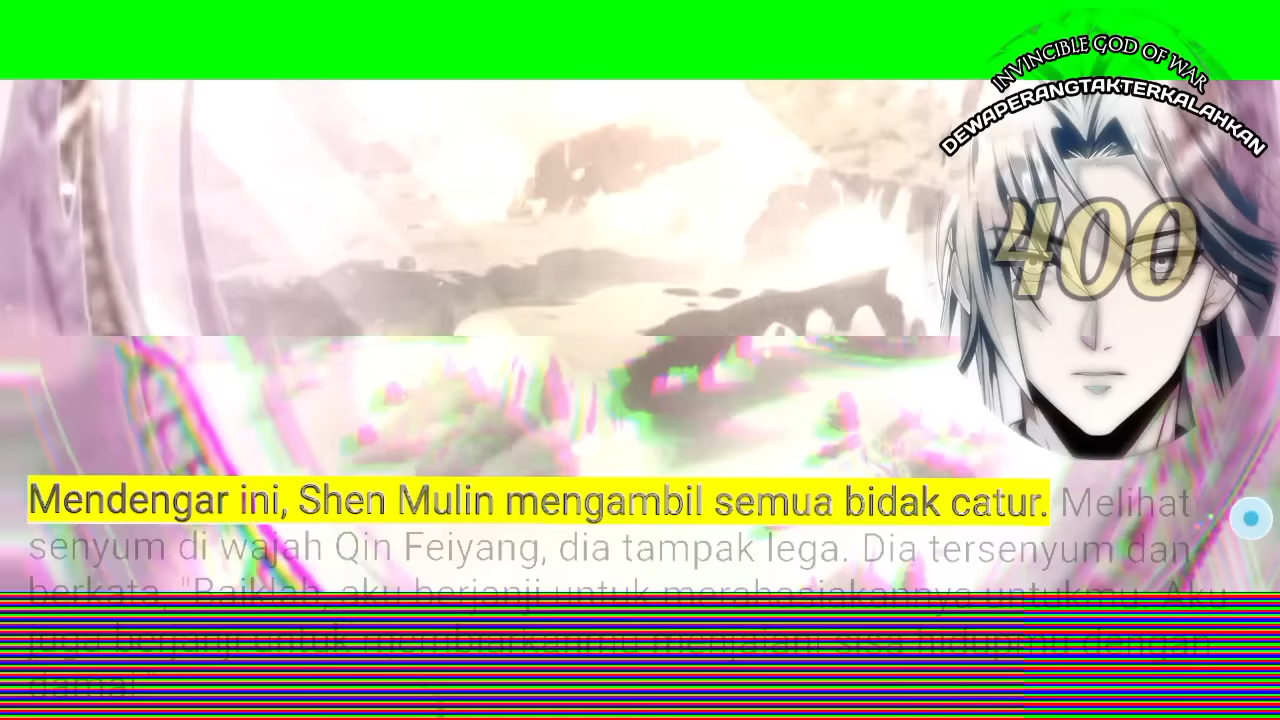 INVINCIBLE GOD OF WAR
DEWAPERANGTAKTERKALAHKAN
400
Mendengar ini, Shen Mulin mengambil semua bidak catur. Melihat
senyum di wajah Qin Feiyang, dia tampak lega. Dia tersenyum dan
berkata, "Baiklah, aku berjanji untuk merahasiakannya untukmu. Aku
juga berjanji untuk membiarkanmu menjalani sisa hidupmu dengan
damai."